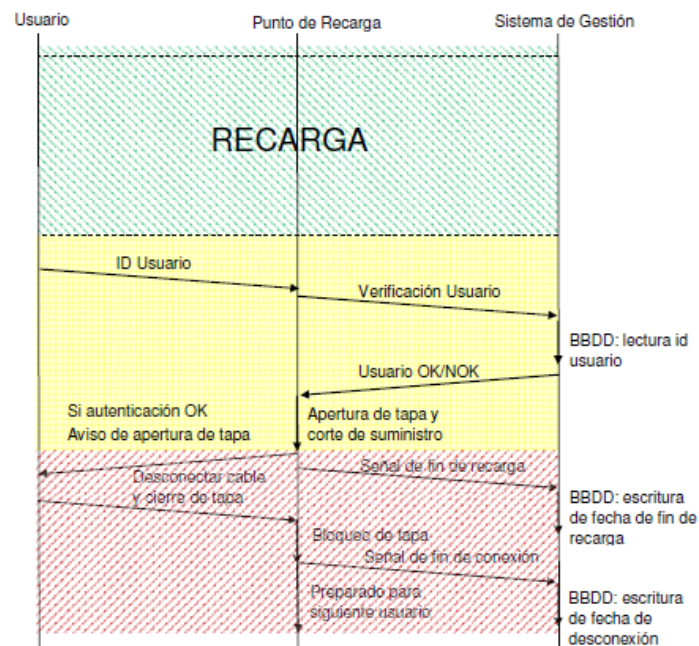 Usuario
Punto de Recarga
Sistema de Gestión
RECARGA
ID Usuario
Verificación Usuario
BBDD: lectura id
usuario
Usuario OK/NOK
Si autenticación OK
Aviso de apertura de tapa
Apertura de tapa y
corte de suministro
Señal de fin de recarga
Desconectar cable
y cierre de tapa
BBDD: escritura
de fecha de fin de
recarga
Bloqueo de tapa
Señal de fin de conexión
Preparado para
siguiente usuario
BBDD: escritura
de fecha de
desconexión